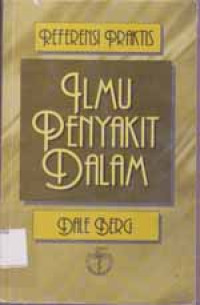 REFERENSI PRAKTIS
ILMU
PENYAKIT
DALAM
DALE BERG